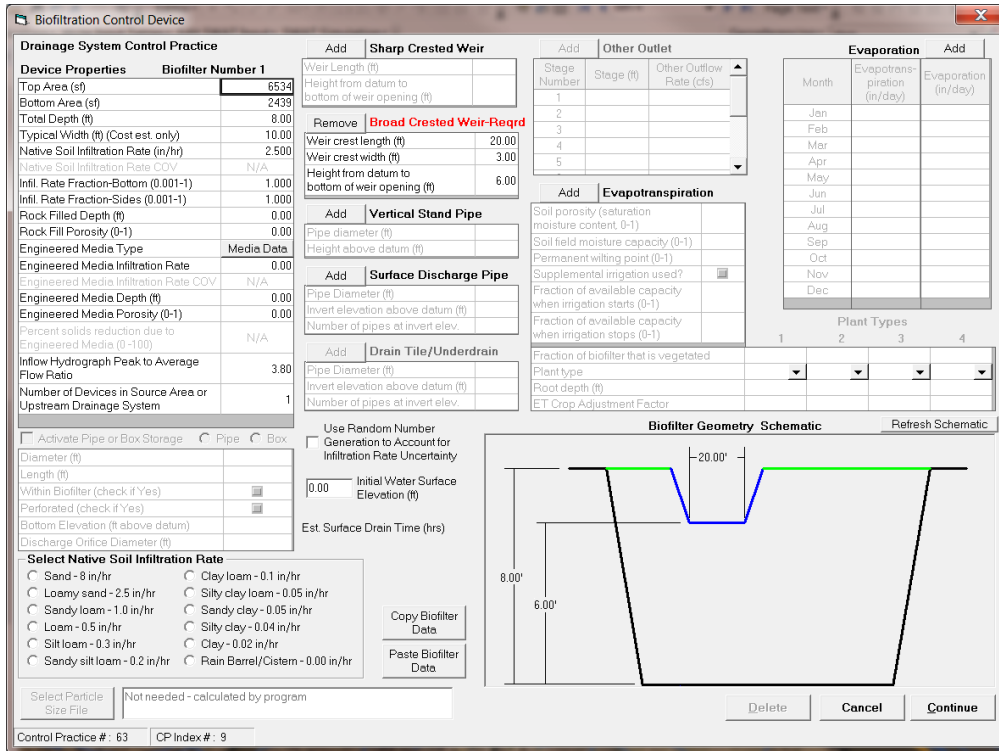 Biofiltration Control Device
X
Drainage System Control Practice
Device Properties Biofilter Number 1
Top Area (sf) 6534
Bottom Area (sf) 2439
Total Depth (ft) 8.00
Typical Width (ft) (Cost est. only) 10.00
Native Soil Infiltration Rate (in/hr) 2.500
Native Soil Infiltration Rate COV N/A
Infil. Rate Fraction-Bottom (0.001-1) 1.000
Infil. Rate Fraction-Sides (0.001-1) 1.000
Rock Filled Depth (ft) 0.00
Rock Fill Porosity (0-1) 0.00
Engineered Media Type Media Data
Engineered Media Infiltration Rate 0.00
Engineered Media Infiltration Rate COV N/A
Engineered Media Depth (ft) 0.00
Engineered Media Porosity (0-1) 0.00
Percent solids reduction due to
Engineered Media (0 -100) N/A
Inflow Hydrograph Peak to Average
Flow Ratio 3.80
Number of Devices in Source Area or
Upstream Drainage System 1
Activate Pipe or Box Storage Pipe Box
Diameter (ft)
Length (ft)
Within Biofilter (check if Yes)
Perforated (check if Yes)
Bottom Elevation (ft above datum)
Discharge Orifice Diameter (ft)
Select Native Soil Infiltration Rate
Sand - 8 in/hr Clay loam - 0.1 in/hr
Loamy sand - 2.5 in/hr Silty clay loam - 0.05 in/hr
Sandy loam - 1.0 in/hr Sandy clay - 0.05 in/hr
Loam - 0.5 in/hr Silty clay - 0.04 in/hr
Silt loam - 0.3 in/hr Clay - 0.02 in/hr
Sandy silt loam - 0.2 in/hr Rain Barrel/Cistern - 0.00 in/hr
Select Particle
Size File
Not needed - calculated by program
Control Practice #: 63 CP Index #: 9
Add Sharp Crested Weir
Weir Length (ft)
Height from datum to
bottom of weir opening (ft)
Remove Broad Crested Weir-Reqrd
Weir crest length (ft) 20.00
Weir crest width (ft) 3.00
Height from datum to
bottom of weir opening (ft) 6.00
Add Vertical Stand Pipe
Pipe diameter (ft)
Height above datum (ft)
Add Surface Discharge Pipe
Pipe Diameter (ft)
Invert elevation above datum (ft)
Number of pipes at invert elev.
Add Drain Tile/Underdrain
Pipe Diameter (ft)
Invert elevation above datum (ft)
Number of pipes at invert elev.
Use Random Number
Generation to Account for
Infiltration Rate Uncertainty
0.00 Initial Water Surface
Elevation (ft)
Est. Surface Drain Time (hrs)
Copy Biofilter
Data
Paste Biofilter
Data
Add Other Outlet
Stage
Number Stage (ft) Other Outflow
Rate (cfs)
1
2
3
4
5
Add Evapotranspiration
Soil porosity (saturation
moisture content, 0-1)
Soil field moisture capacity (0-1)
Permanent wilting point (0-1)
Supplemental irrigation used?
Fraction of available capacity
when irrigation starts (0-1)
Fraction of available capacity
when irrigation stops (0-1)
Fraction of biofilter that is vegetated
Plant type
Root depth (ft)
ET Crop Adjustment Factor
Evaporation Add
Month Evapotrans-
piration
(in/day) Evaporation
(in/day)
Jan
Feb
Mar
Apr
May
Jun
Jul
Aug
Sep
Oct
Nov
Dec
Plant Types
1 2 3 4
Biofilter Geometry Schematic Refresh Schematic
20.00'
8.00'
6.00'
Delete Cancel Continue